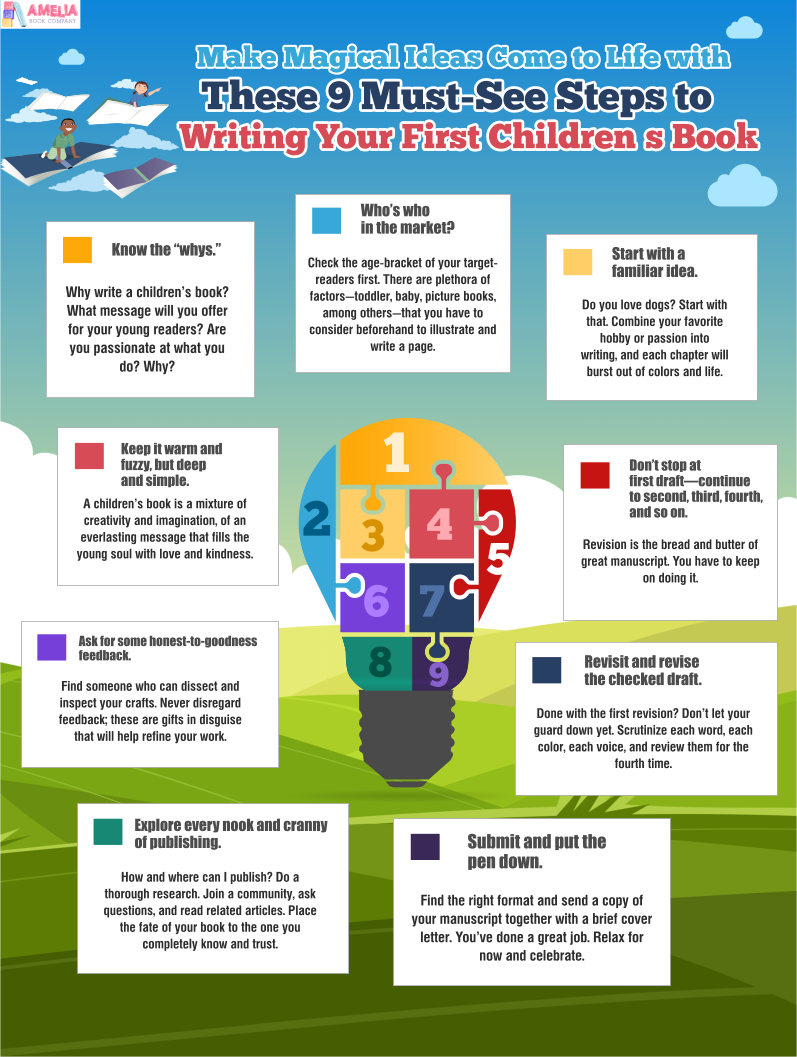 AMELIA
BOOK COMPANY
Make Magical Ideas Come to Life with
These 9 Must-See Steps to
Writing Your First Children s Book
Know the “whys.”
Why write a children’s book?
What message will you offer
for your young readers? Are
you passionate at what you
do? Why?
Who’s who
in the market?
Check the age-bracket of your target-
readers first. There are plethora of
factors—toddler, baby, picture books,
among others—that you have to
consider beforehand to illustrate and
write a page.
Start with a
familiar idea.
Do you love dogs? Start with
that. Combine your favorite
hobby or passion into
writing, and each chapter will
burst out of colors and life.
Keep it warm and
fuzzy, but deep
and simple.
A children’s book is a mixture of
creativity and imagination, of an
everlasting message that fills the
young soul with love and kindness.
1
2
3
4
5
6
7
8
9
Don’t stop at
first draft—continue
to second, third, fourth,
and so on.
Revision is the bread and butter of
great manuscript. You have to keep
on doing it.
Ask for some honest-to-goodness
feedback.
Find someone who can dissect and
inspect your crafts. Never disregard
feedback; these are gifts in disguise
that will help refine your work.
Revisit and revise
the checked draft.
Done with the first revision? Don’t let your
guard down yet. Scrutinize each word, each
color, each voice, and review them for the
fourth time.
Explore every nook and cranny
of publishing.
How and where can I publish? Do a
thorough research. Join a community, ask
questions, and read related articles. Place
the fate of your book to the one you
completely know and trust.
Submit and put the
pen down.
Find the right format and send a copy of
your manuscript together with a brief cover
letter. You’ve done a great job. Relax for
now and celebrate.